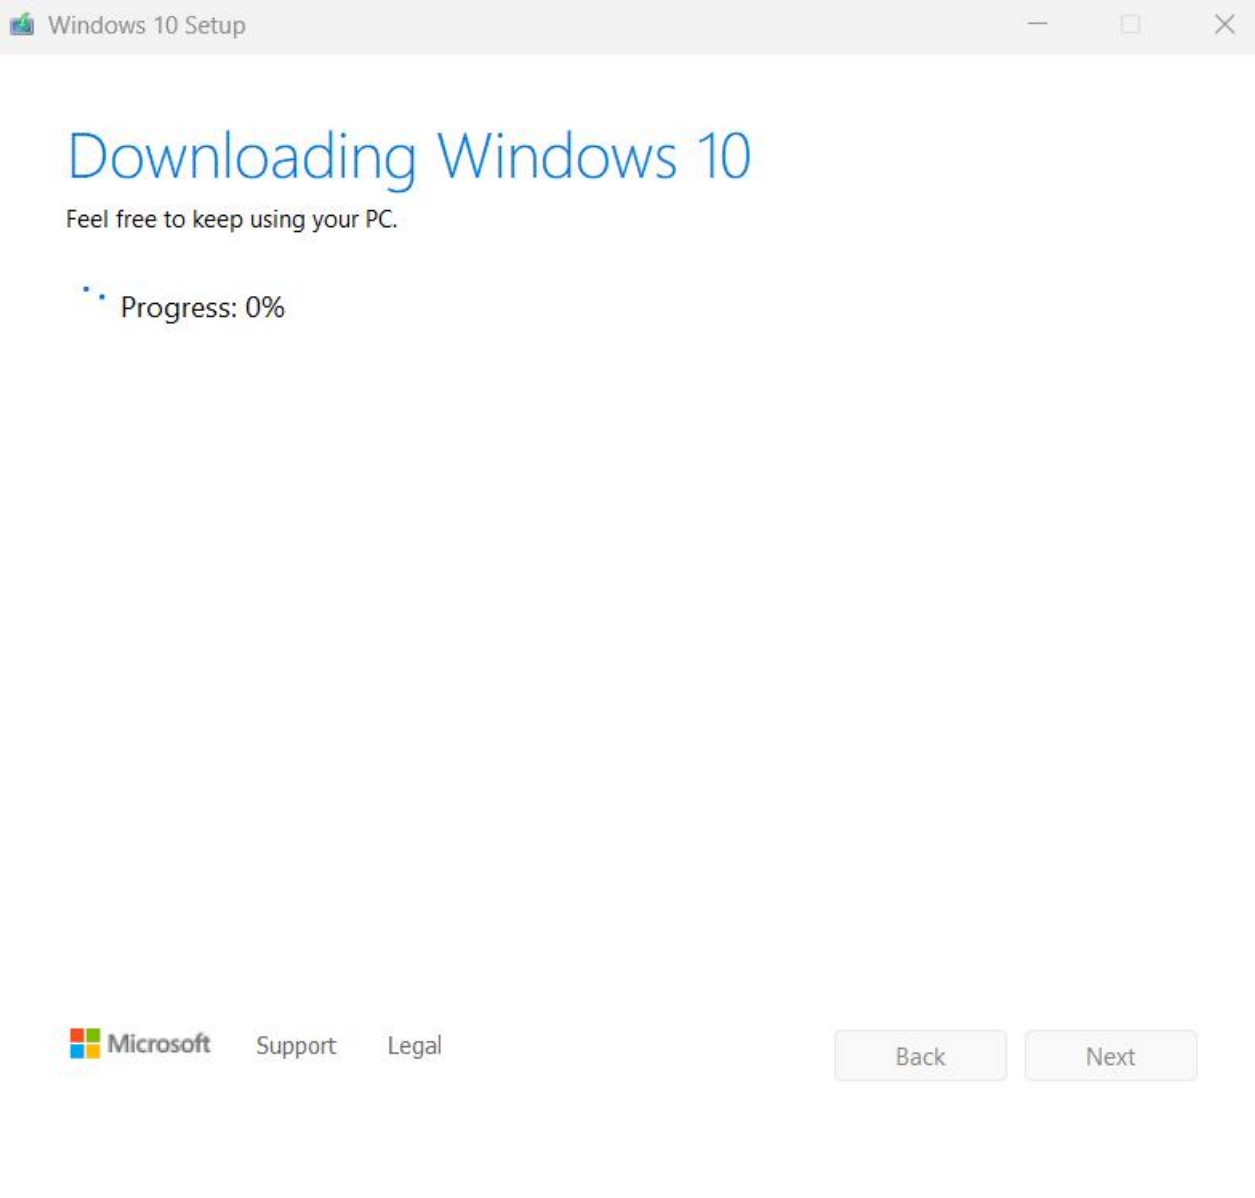 Windows 10 Setup
Downloading Windows 10
Feel free to keep using your PC.
Progress: 0%
Microsoft Support Legal
Back Next